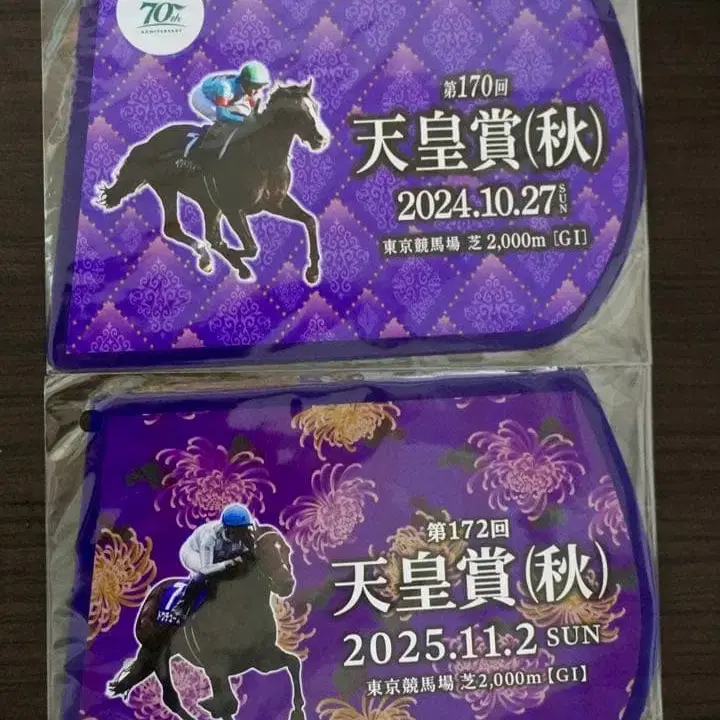 70th
ANNIVERSARY
第170回
天皇賞(秋)
2024.10.27 SUN
東京競馬場 芝2,000m [GI]
7
第172回
天皇賞(秋)
2025.11.2 SUN
東京競馬場 芝2,000m【GI】
7